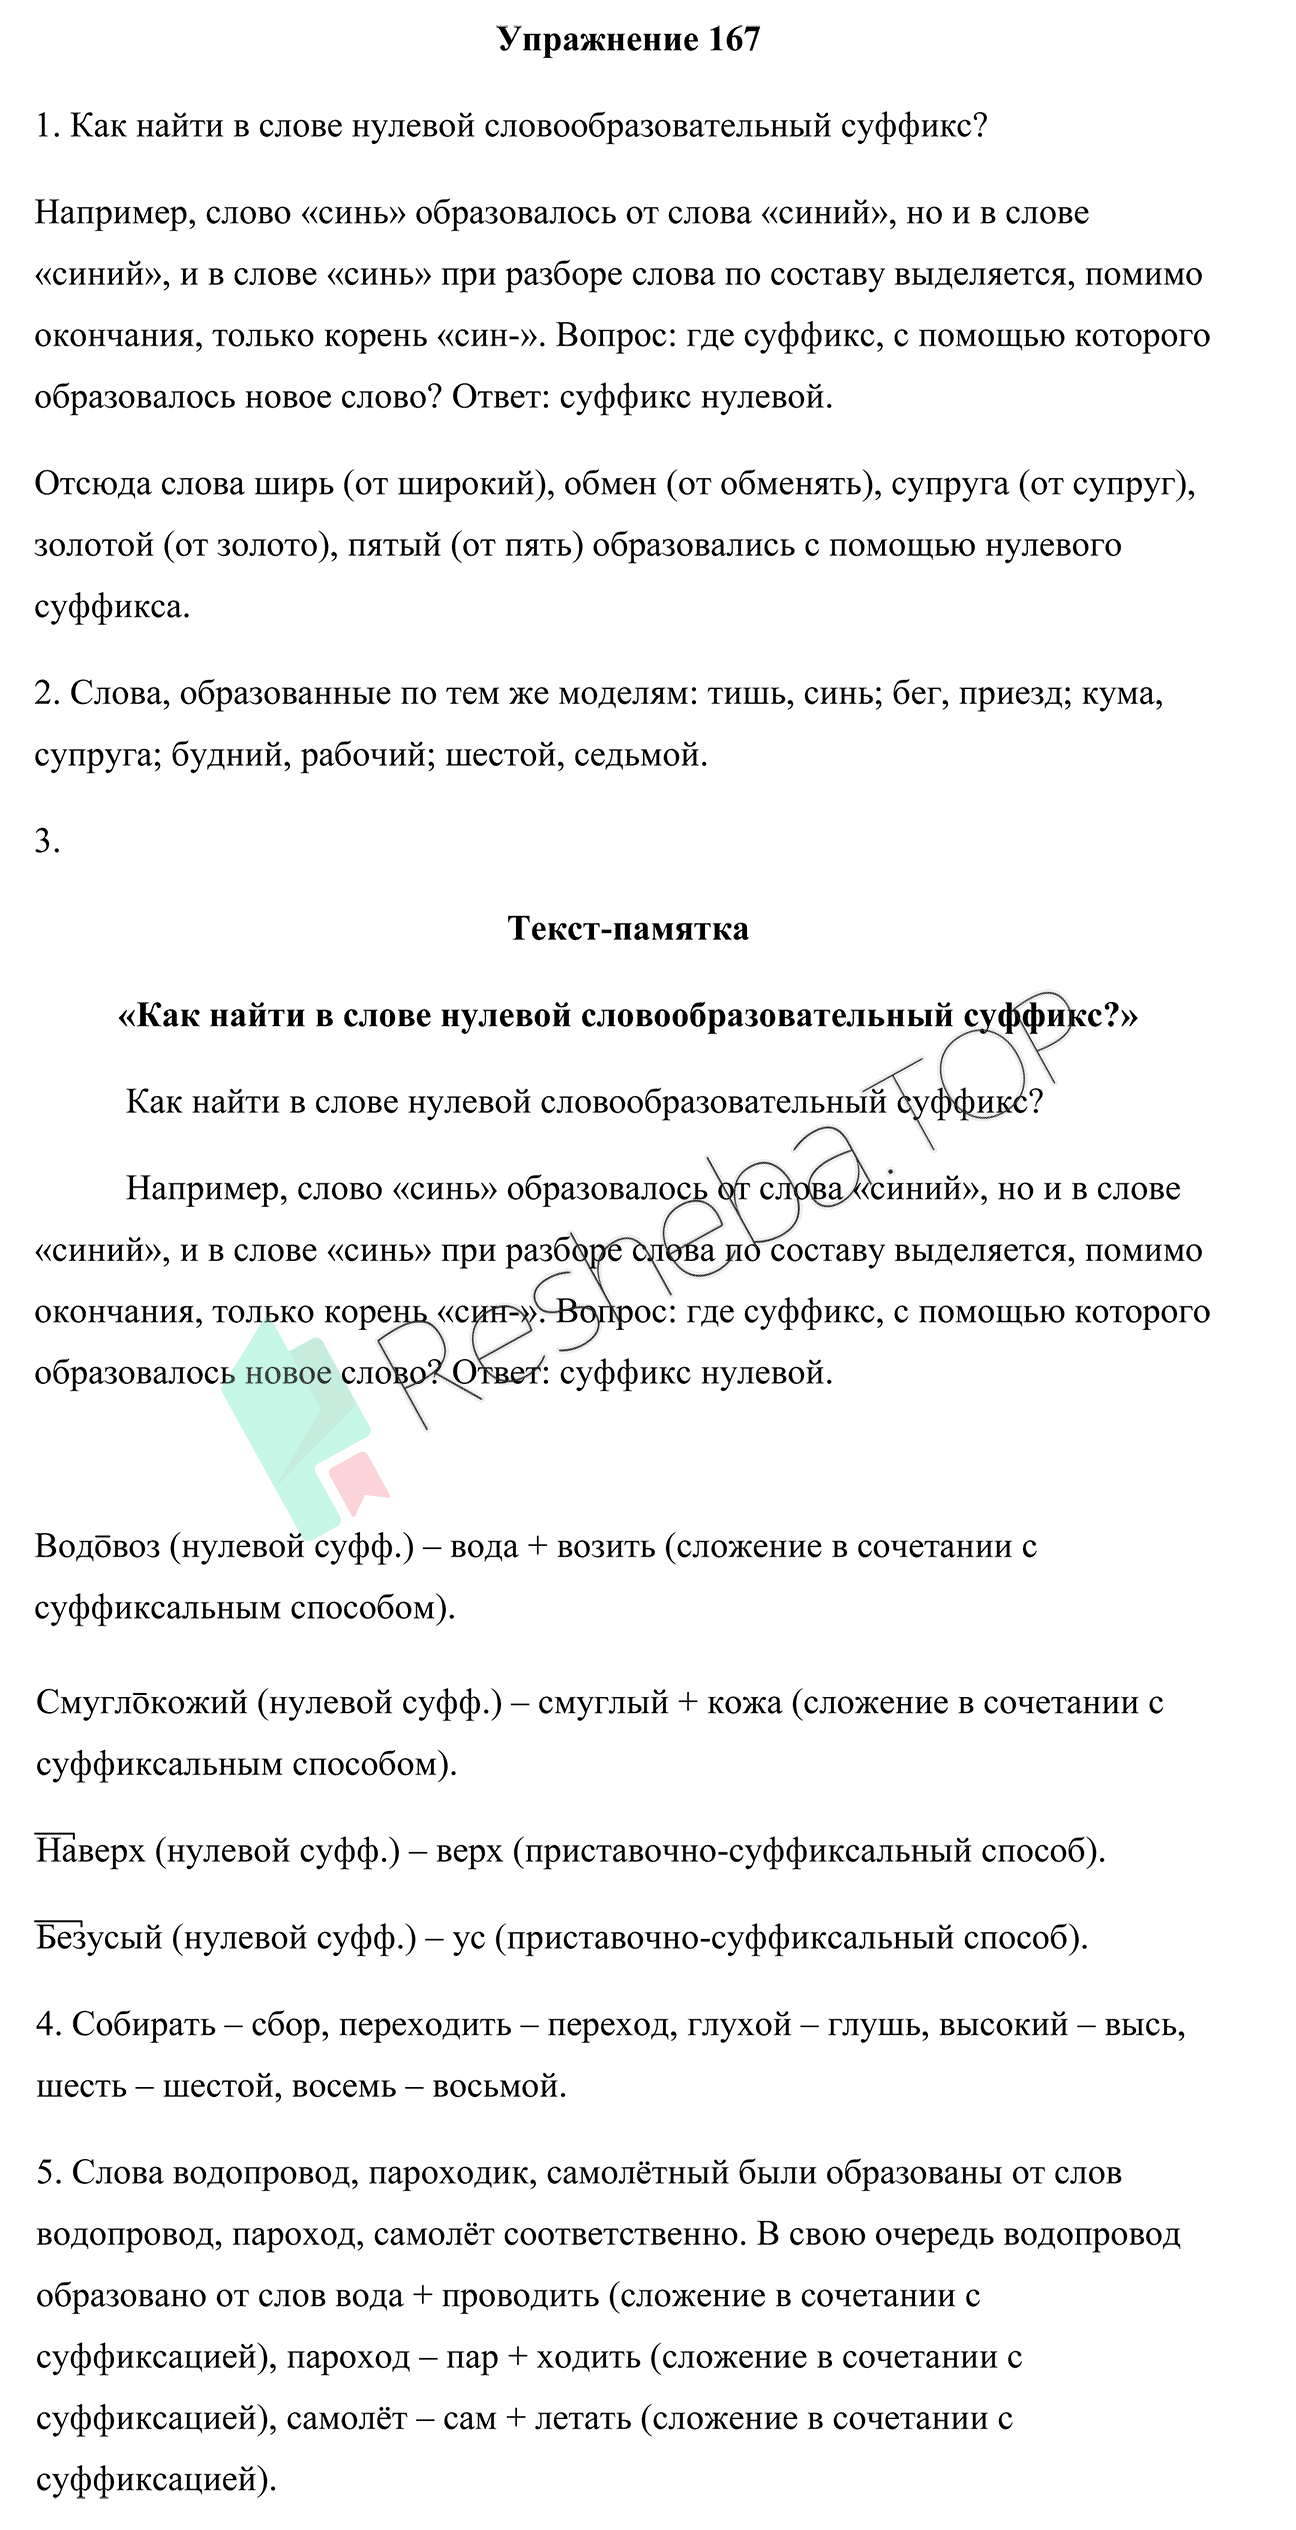 Упражнение 167
1. Как найти в слове нулевой словообразовательный суффикс?
Например, слово «синь» образовалось от слова «синий», но и в слове
«синий», и в слове «синь» при разборе слова по составу выделяется, помимо
окончания, только корень «син-». Вопрос: где суффикс, с помощью которого
образовалось новое слово? Ответ: суффикс нулевой.
Отсюда слова ширь (от широкий), обмен (от обменять), супруга (от супруг),
золотой (от золото), пятый (от пять) образовались с помощью нулевого
суффикса.
2. Слова, образованные по тем же моделям: тишь, синь; бег, приезд; кума,
супруга; будний, рабочий; шестой, седьмой.
3.
Текст-памятка
«Как найти в слове нулевой словообразовательный суффикс?»
Как найти в слове нулевой словообразовательный суффикс?
Например, слово «синь» образовалось от слова «синий», но и в слове
«синий», и в слове «синь» при разборе слова по составу выделяется, помимо
окончания, только корень «син-». Вопрос: где суффикс, с помощью которого
образовалось новое слово? Ответ: суффикс нулевой.
Resheba.TOP
Водовоз (нулевой суфф.) – вода + возить (сложение в сочетании с
суффиксальным способом).
Смуглокожий (нулевой суфф.) – смуглый + кожа (сложение в сочетании с
суффиксальным способом).
Наверх (нулевой суфф.) – верх (приставочно-суффиксальный способ).
Безусый (нулевой суфф.) – ус (приставочно-суффиксальный способ).
4. Собирать – сбор, переходить – переход, глухой – глушь, высокий – высь,
шесть – шестой, восемь – восьмой.
5. Слова водопровод, пароходик, самолётный были образованы от слов
водопровод, пароход, самолёт соответственно. В свою очередь водопровод
образовано от слов вода + проводить (сложение в сочетании с
суффиксацией), пароход – пар + ходить (сложение в сочетании с
суффиксацией), самолёт – сам + летать (сложение в сочетании с
суффиксацией).